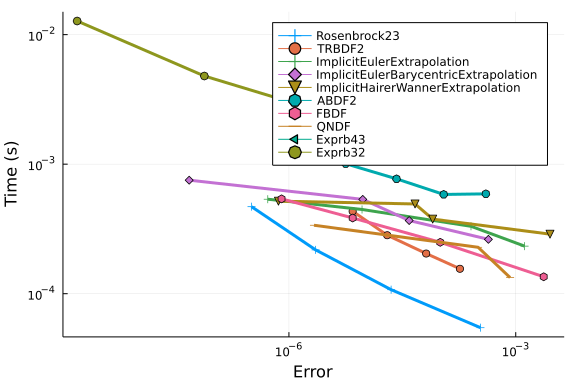 Time (s)
10⁻²
10⁻³
10⁻⁴
Rosenbrock23
TRBDF2
ImplicitEulerExtrapolation
ImplicitEulerBarycentricExtrapolation
ImplicitHairerWannerExtrapolation
ABDF2
FBDF
QNDF
Exprb43
Exprb32
10⁻⁶
10⁻³
Error